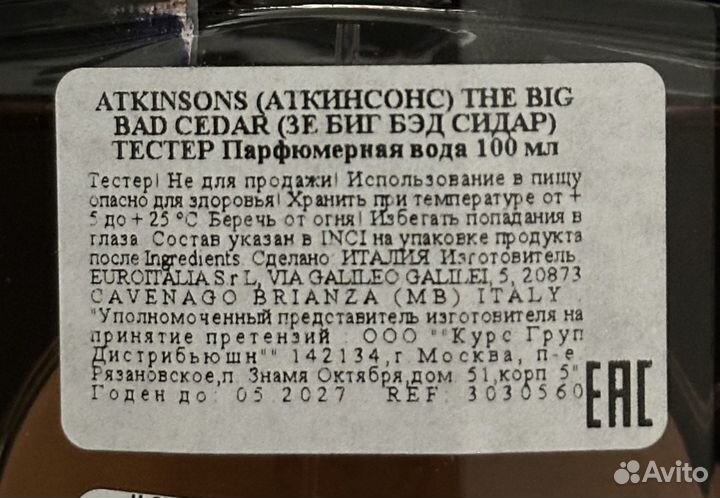 ATKINSONS (АТКИНСОНС) THE BIG
BAD CEDAR (ЗЕ БИГ БЭД СИДАР)
ТЕСТЕР Парфюмерная вода 100 мл
Тестер! Не для продажи! Использование в пищу
опасно для здоровья! Хранить при температуре от +
5 до + 25 °С. Беречь от огня! Избегать попадания в
глаза. Состав указан в INCI на упаковке продукта
после Ingredients. Сделано: ИТАЛИЯ. Изготовитель:
EUROITALIA S.r.L, VIA GALILEO GALILEI, 5, 20873
CAVENAGO BRIANZA (MB) ITALY .
"Уполномоченный представитель изготовителя на
принятие претензий : ООО ""Курс Груп
Дистрибьюшн"" 142134,г.Москва, п-е
Рязановское,п. Знамя Октября,дом 51,корп 5"
Годен до: 05.2027 REF: 3030560
EAC
Avito